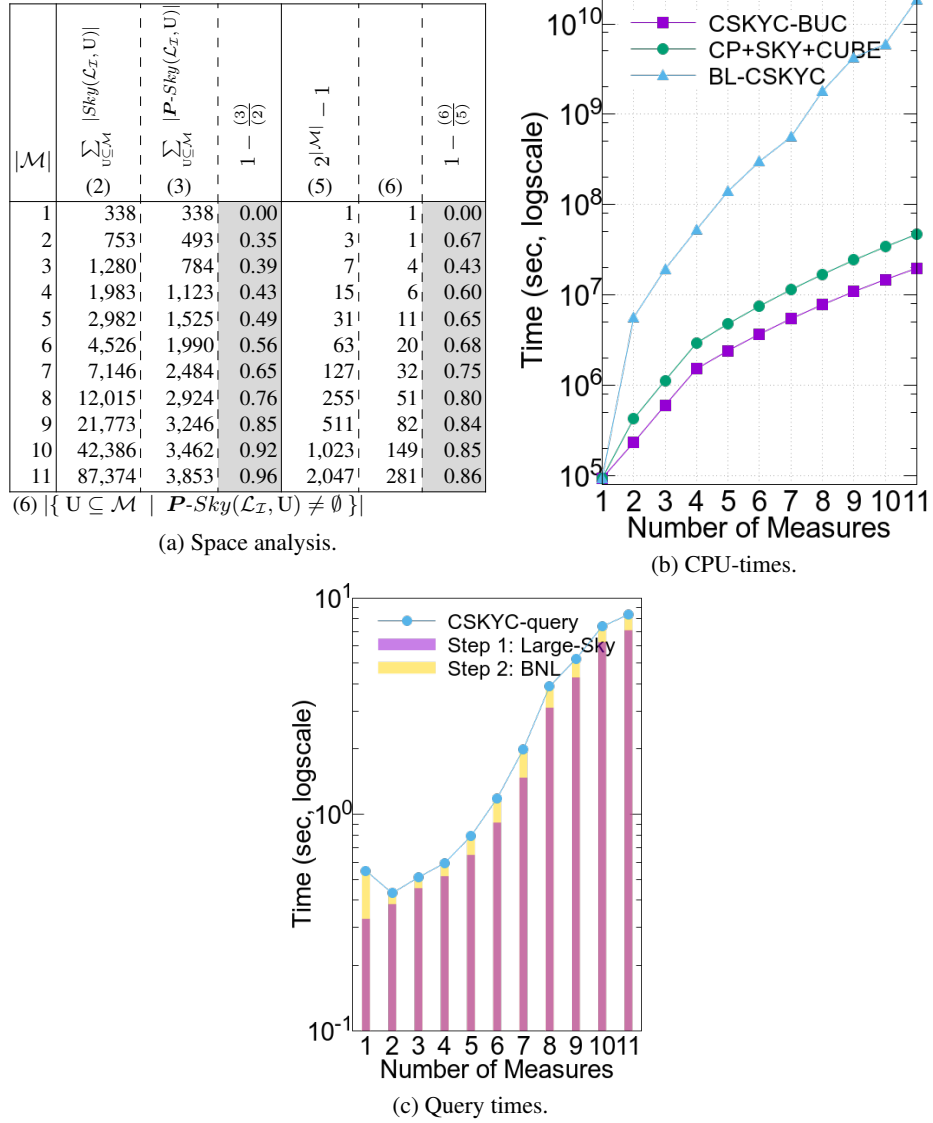 |M| ∑U⊆M |Sky(L_I, U)| ∑U⊆M |P-Sky(L_I, U)| 1 − (3)/(2) 2^|M| − 1 1 − (6)/(5)
(2) (3) (5) (6)
1 338 338 0.00 1 1 0.00
2 753 493 0.35 3 1 0.67
3 1,280 784 0.39 7 4 0.43
4 1,983 1,123 0.43 15 6 0.60
5 2,982 1,525 0.49 31 11 0.65
6 4,526 1,990 0.56 63 20 0.68
7 7,146 2,484 0.65 127 32 0.75
8 12,015 2,924 0.76 255 51 0.80
9 21,773 3,246 0.85 511 82 0.84
10 42,386 3,462 0.92 1,023 149 0.85
11 87,374 3,853 0.96 2,047 281 0.86
(6) |{ U ⊆ M | P-Sky(L_I, U) ≠ ∅ }|
(a) Space analysis.
CSKYC-BUC
CP+SKY+CUBE
BL-CSKYC
Time (sec, logscale)
10^10
10^9
10^8
10^7
10^6
10^5
1 2 3 4 5 6 7 8 9 10 11
Number of Measures
(b) CPU-times.
CSKYC-query
Step 1: Large-Sky
Step 2: BNL
Time (sec, logscale)
10^1
10^0
10^-1
1 2 3 4 5 6 7 8 9 10 11
Number of Measures
(c) Query times.